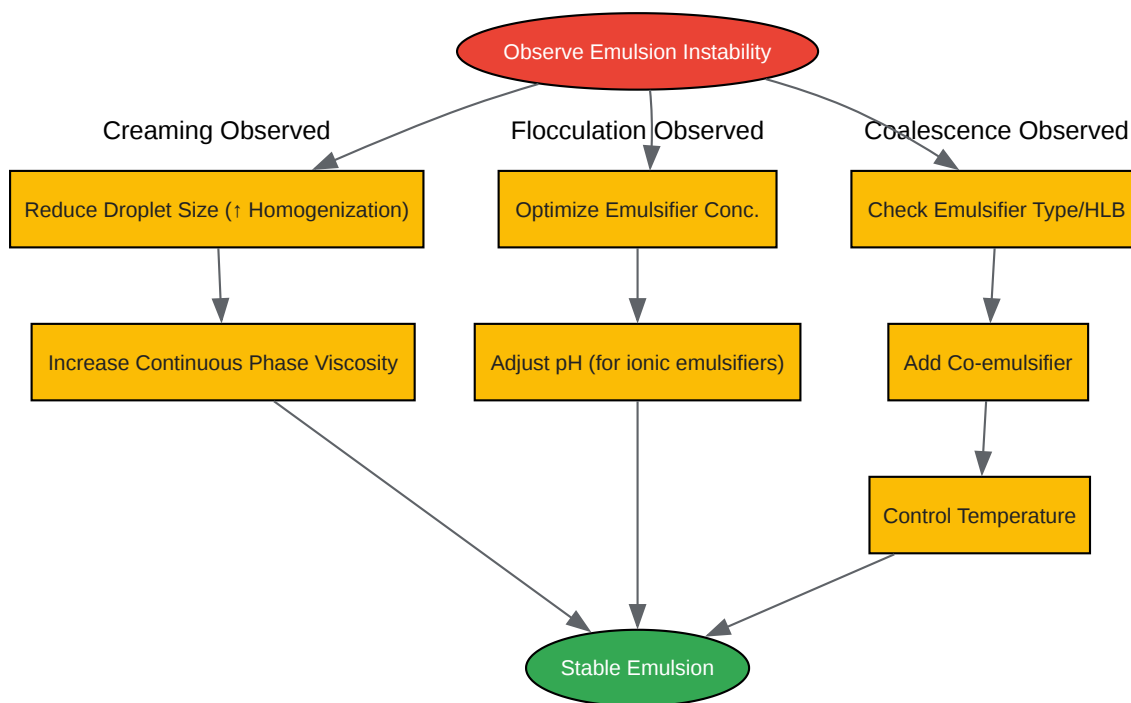 Observe Emulsion Instability
Creaming Observed
Flocculation Observed
Coalescence Observed
Reduce Droplet Size (↑ Homogenization)
Optimize Emulsifier Conc.
Check Emulsifier Type/HLB
Increase Continuous Phase Viscosity
Adjust pH (for ionic emulsifiers)
Add Co-emulsifier
Control Temperature
Stable Emulsion